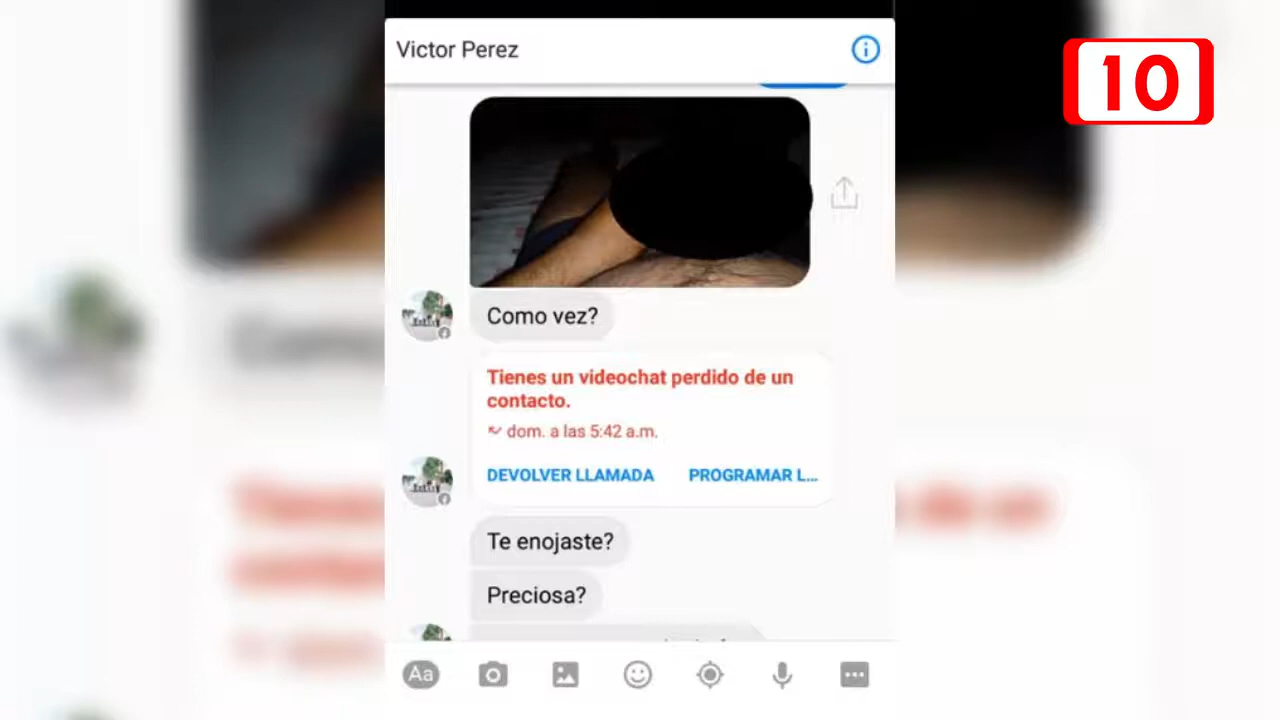 Victor Perez
10
Como vez?
Tienes un videochat perdido de un
contacto.
dom. a las 5:42 a.m.
DEVOLVER LLAMADA PROGRAMAR L...
Te enojaste?
Preciosa?
Aa